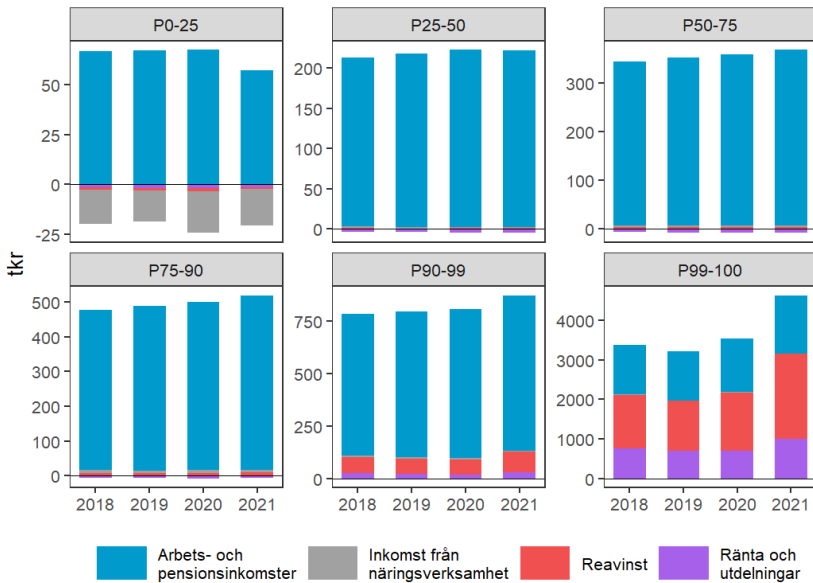 P0-25
P25-50
P50-75
50
25
0
-25
200
150
100
50
0
300
200
100
0
tkr
P75-90
P90-99
P99-100
500
400
300
200
100
0
750
500
250
0
4000
3000
2000
1000
0
2018 2019 2020 2021
2018 2019 2020 2021
2018 2019 2020 2021
Arbets- och
pensionsinkomster
Inkomst från
näringsverksamhet
Reavinst
Ränta och
utdelningar